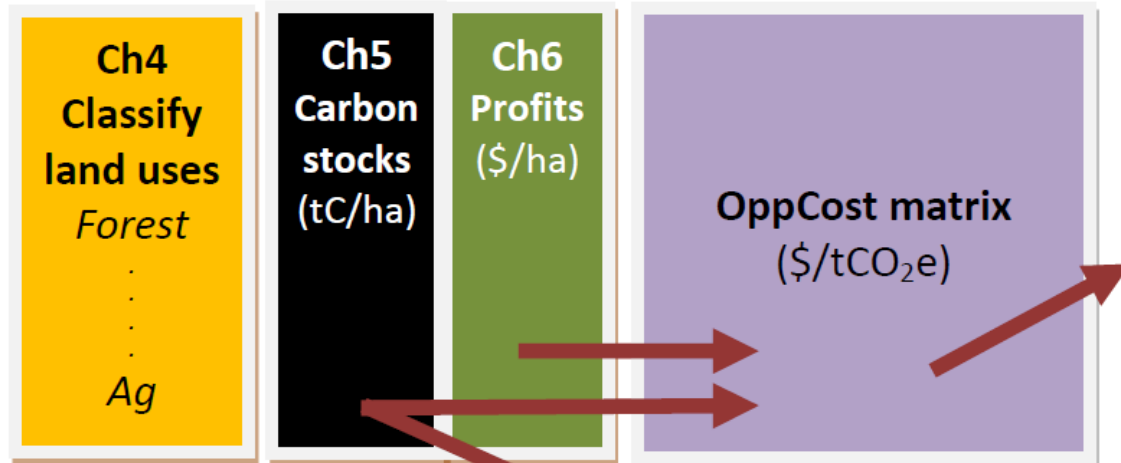 Ch4
Classify
land uses
Forest
.
.
.
.
Ag
Ch5
Carbon
stocks
(tC/ha)
Ch6
Profits
($/ha)
OppCost matrix
($/tCO₂e)